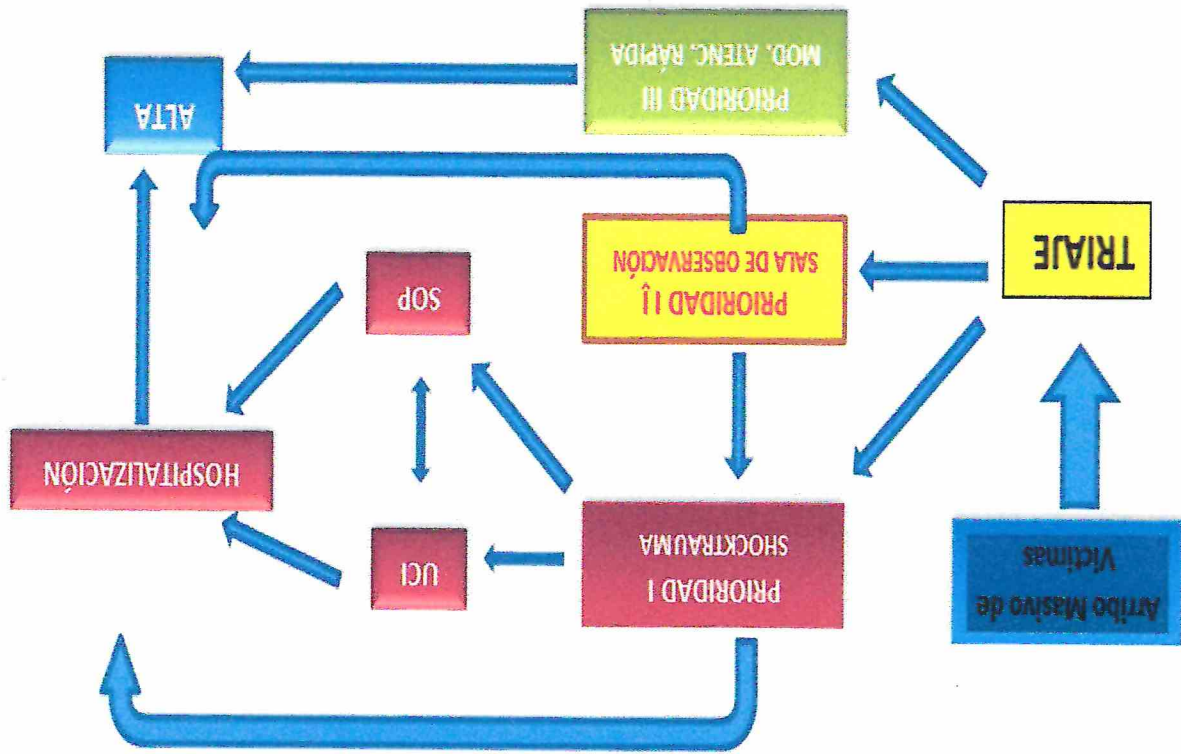 Arribo Masivo de
Víctimas
TRIAJE
PRIORIDAD I
SHOCKTRAUMA
PRIORIDAD II
SALA DE OBSERVACIÓN
PRIORIDAD III
MOD. ATENC. RÁPIDA
UCI
SOP
HOSPITALIZACIÓN
ALTA